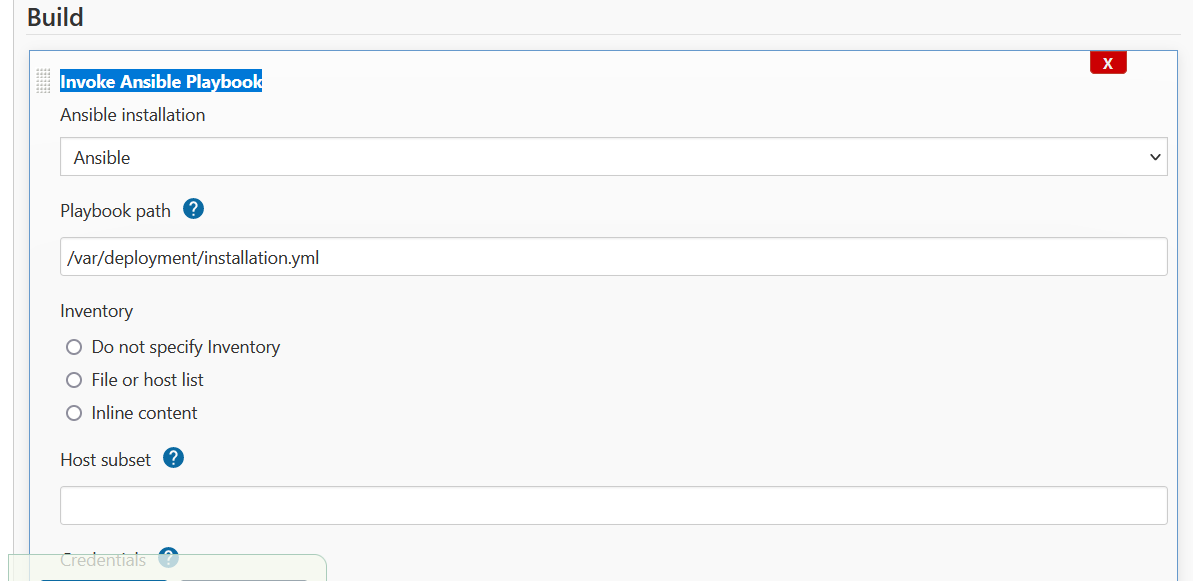 Build
Invoke Ansible Playbook
X
Ansible installation
Ansible
Playbook path ?
/var/deployment/installation.yml
Inventory
Do not specify Inventory
File or host list
Inline content
Host subset ?
Credentials ?